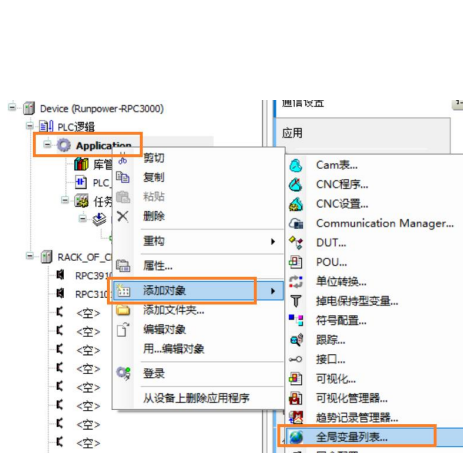 Device (Runpower-RPC3000)
PLC逻辑
Application
库管
PLC_
任务
RACK_OF_C
RPC391
RPC310
<空>
<空>
<空>
<空>
<空>
<空>
<空>
<空>
剪切
复制
粘贴
删除
重构
属性...
添加对象
添加文件夹...
编辑对象
用...编辑对象
登录
从设备上删除应用程序
通信设置
应用
Cam表...
CNC程序...
CNC设置...
Communication Manager...
DUT...
POU...
单位转换...
掉电保持型变量...
符号配置...
跟踪...
接口...
可视化...
可视化管理器...
趋势记录管理器...
全局变量列表...